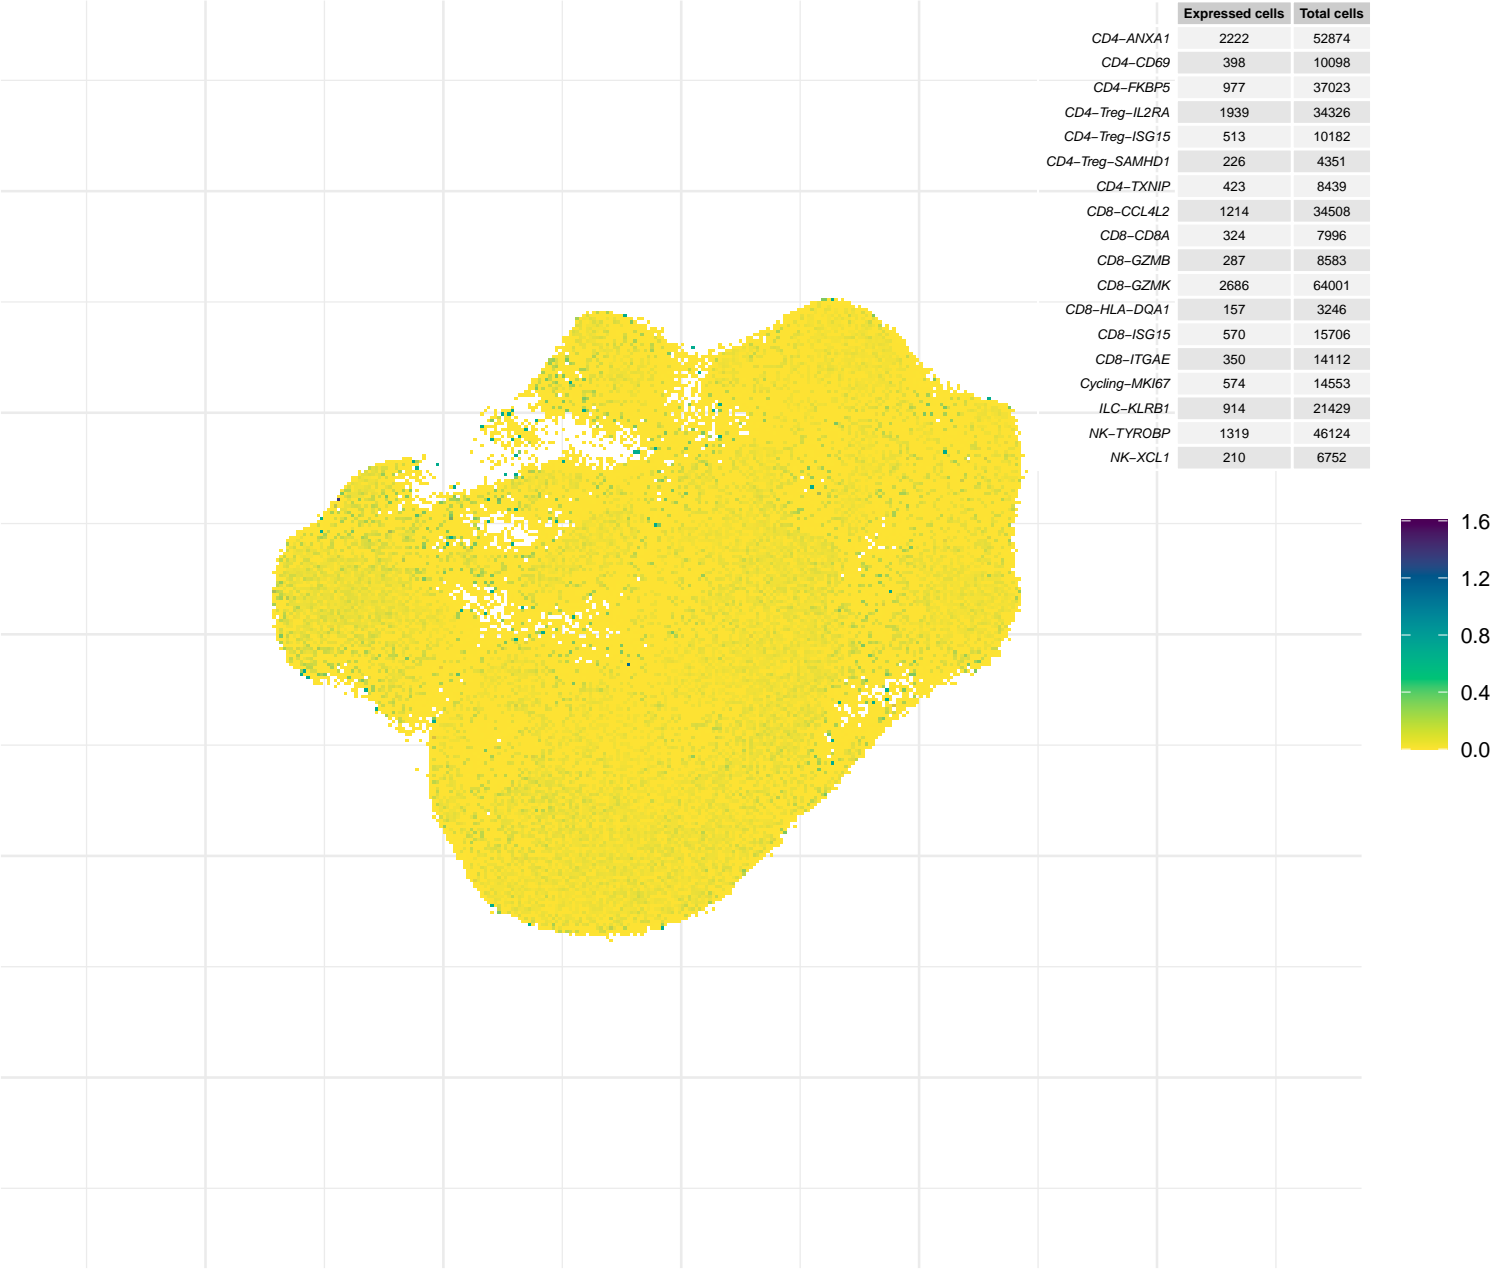 Expressed cells Total cells
CD4−ANXA1 2222 52874
CD4−CD69 398 10098
CD4−FKBP5 977 37023
CD4−Treg−IL2RA 1939 34326
CD4−Treg−ISG15 513 10182
CD4−Treg−SAMHD1 226 4351
CD4−TXNIP 423 8439
CD8−CCL4L2 1214 34508
CD8−CD8A 324 7996
CD8−GZMB 287 8583
CD8−GZMK 2686 64001
CD8−HLA−DQA1 157 3246
CD8−ISG15 570 15706
CD8−ITGAE 350 14112
Cycling−MKI67 574 14553
ILC−KLRB1 914 21429
NK−TYROBP 1319 46124
NK−XCL1 210 6752
1.6
1.2
0.8
0.4
0.0